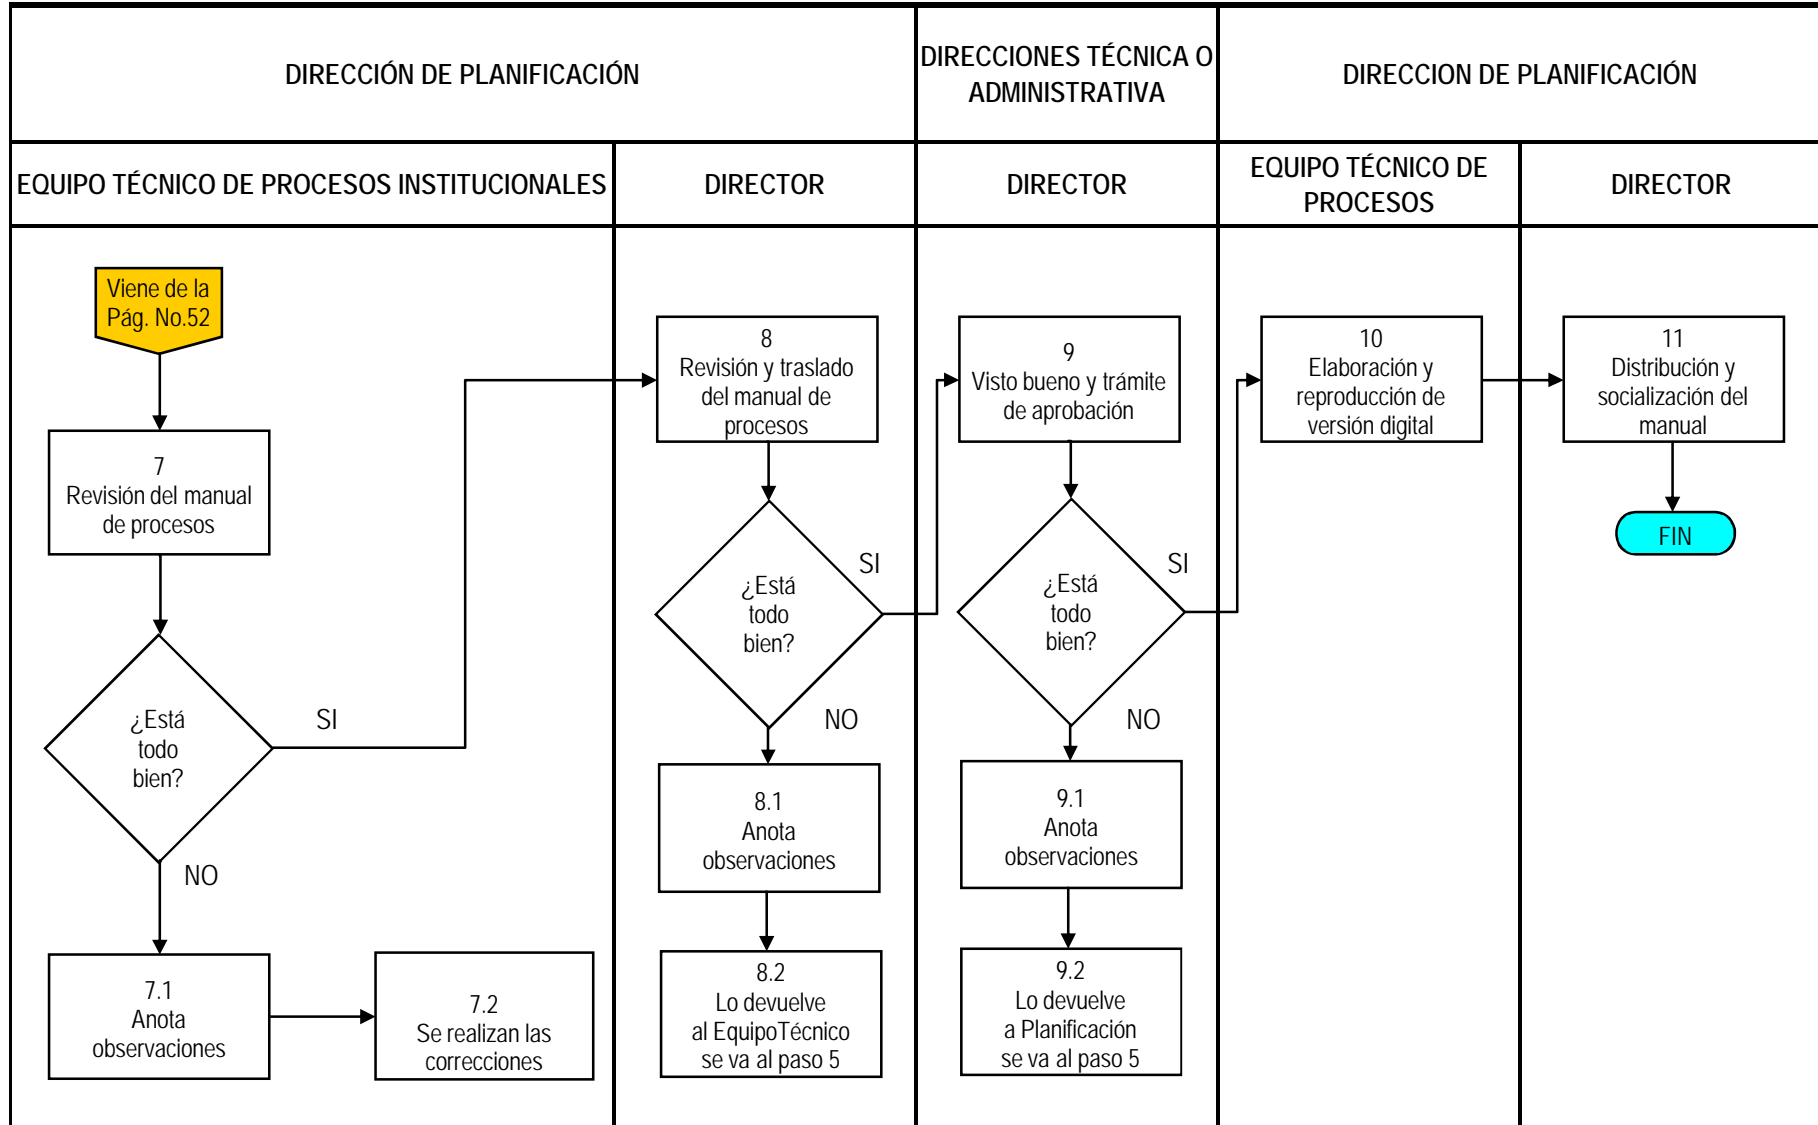 DIRECCIÓN DE PLANIFICACIÓN
DIRECCIONES TÉCNICA O
ADMINISTRATIVA
DIRECCION DE PLANIFICACIÓN
EQUIPO TÉCNICO DE PROCESOS INSTITUCIONALES
DIRECTOR
DIRECTOR
EQUIPO TÉCNICO DE
PROCESOS
DIRECTOR
Viene de la
Pág. No.52
7
Revisión del manual
de procesos
¿Está
todo
bien?
SI
NO
7.1
Anota
observaciones
7.2
Se realizan las
correcciones
8
Revisión y traslado
del manual de
procesos
¿Está
todo
bien?
SI
NO
8.1
Anota
observaciones
8.2
Lo devuelve
al EquipoTécnico
se va al paso 5
9
Visto bueno y trámite
de aprobación
¿Está
todo
bien?
SI
NO
9.1
Anota
observaciones
9.2
Lo devuelve
a Planificación
se va al paso 5
10
Elaboración y
reproducción de
versión digital
11
Distribución y
socialización del
manual
FIN